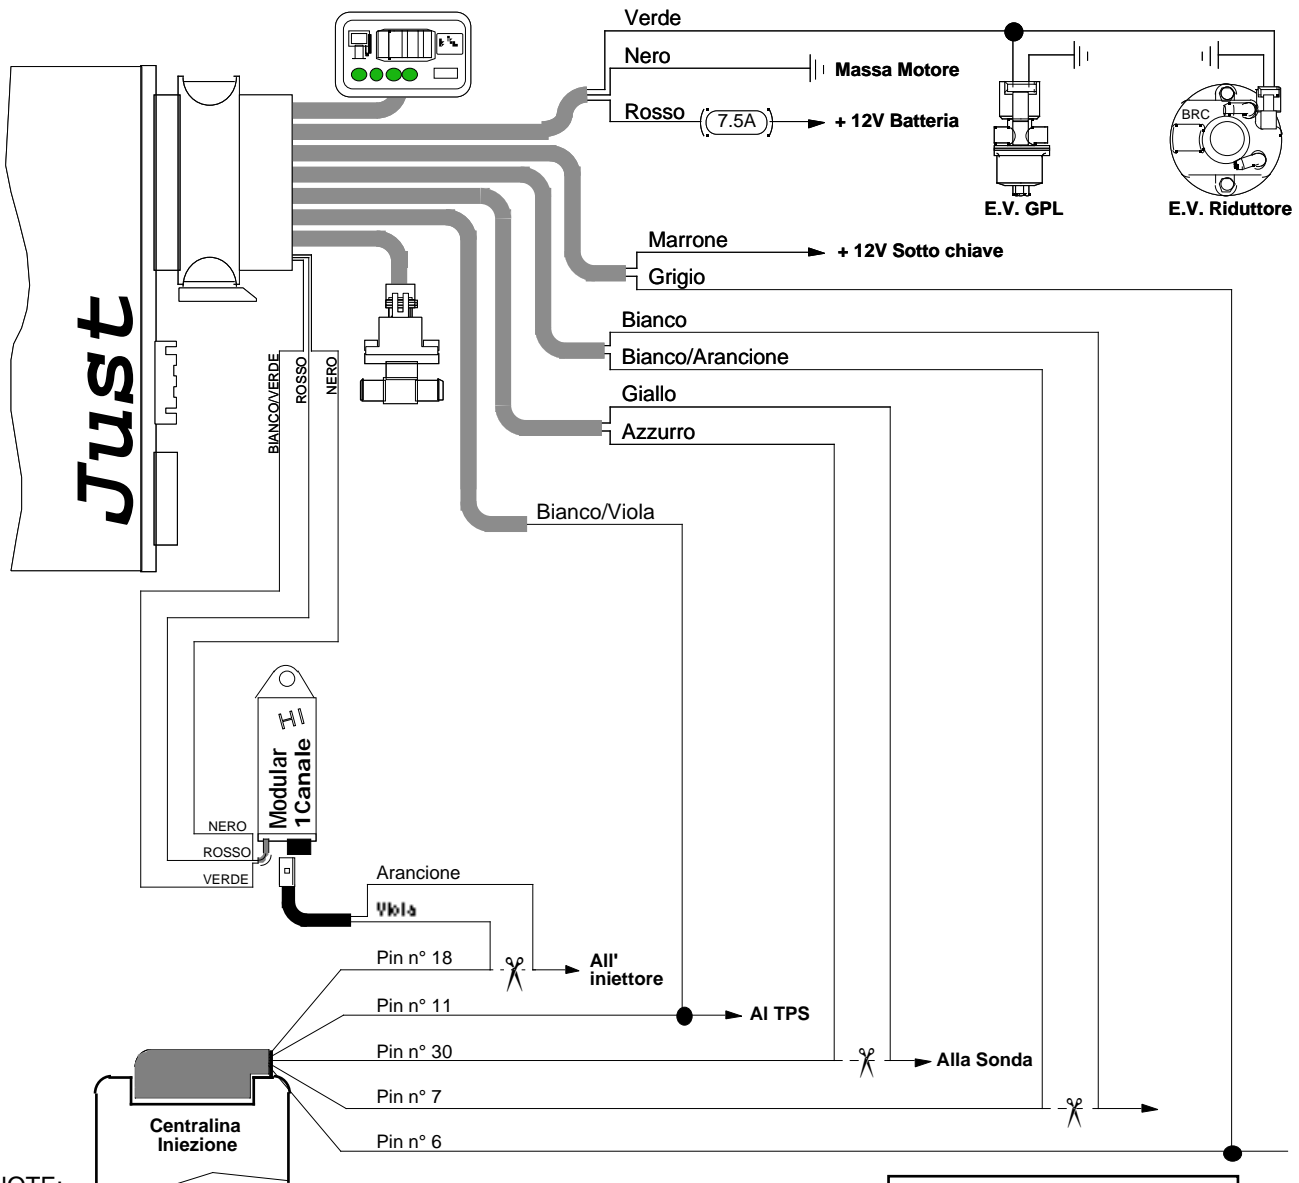 Verde
Nero
Massa Motore
Rosso
7.5A
+ 12V Batteria
BRC
E.V. GPL
E.V. Riduttore
Marrone
+ 12V Sotto chiave
Grigio
Bianco
Bianco/Arancione
Giallo
Azzurro
Bianco/Viola
Just
BIANCO/VERDE
ROSSO
NERO
HI
Modular
1Canale
NERO
ROSSO
VERDE
Arancione
Viola
Pin n° 18
All'
iniettore
Pin n° 11
Al TPS
Pin n° 30
Alla Sonda
Pin n° 7
Pin n° 6
Centralina
Iniezione